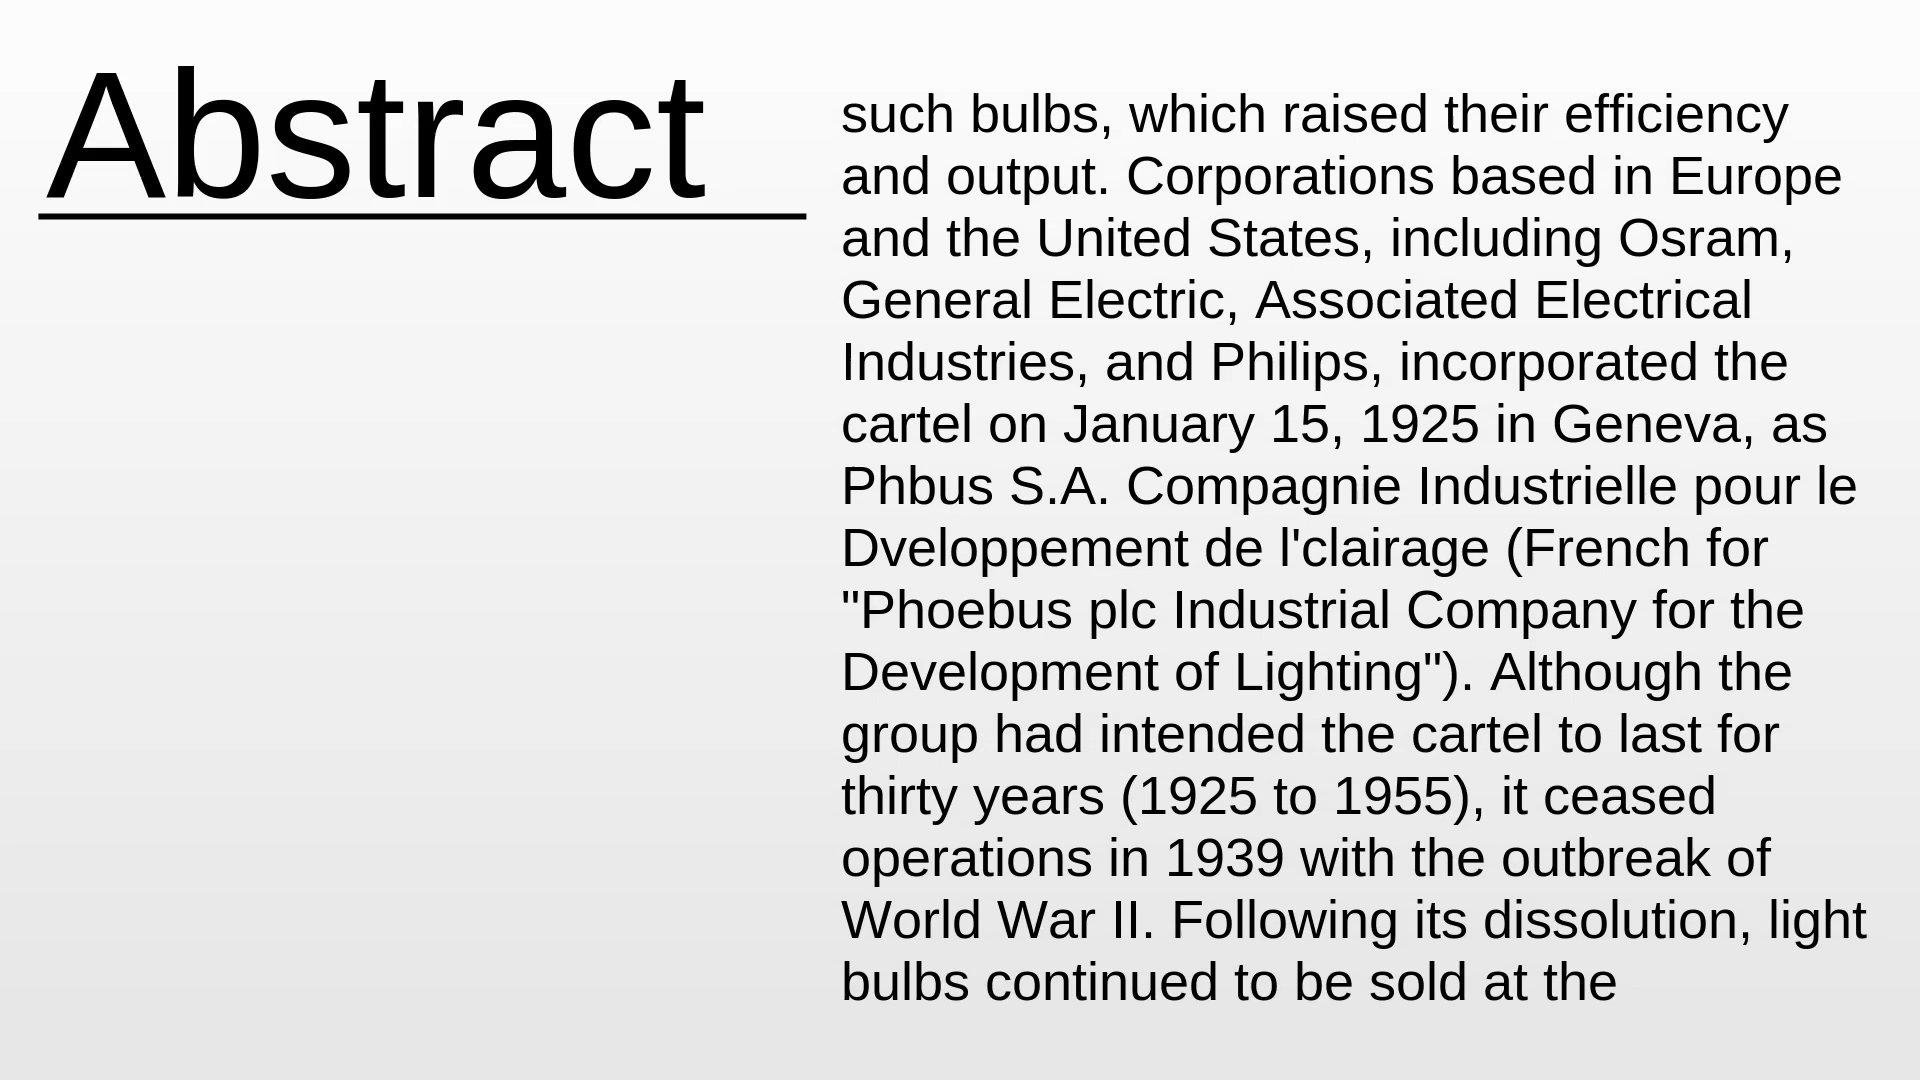 Abstract
such bulbs, which raised their efficiency
and output. Corporations based in Europe
and the United States, including Osram,
General Electric, Associated Electrical
Industries, and Philips, incorporated the
cartel on January 15, 1925 in Geneva, as
Phbus S.A. Compagnie Industrielle pour le
Dveloppement de l'clairage (French for
"Phoebus plc Industrial Company for the
Development of Lighting"). Although the
group had intended the cartel to last for
thirty years (1925 to 1955), it ceased
operations in 1939 with the outbreak of
World War II. Following its dissolution, light
bulbs continued to be sold at the